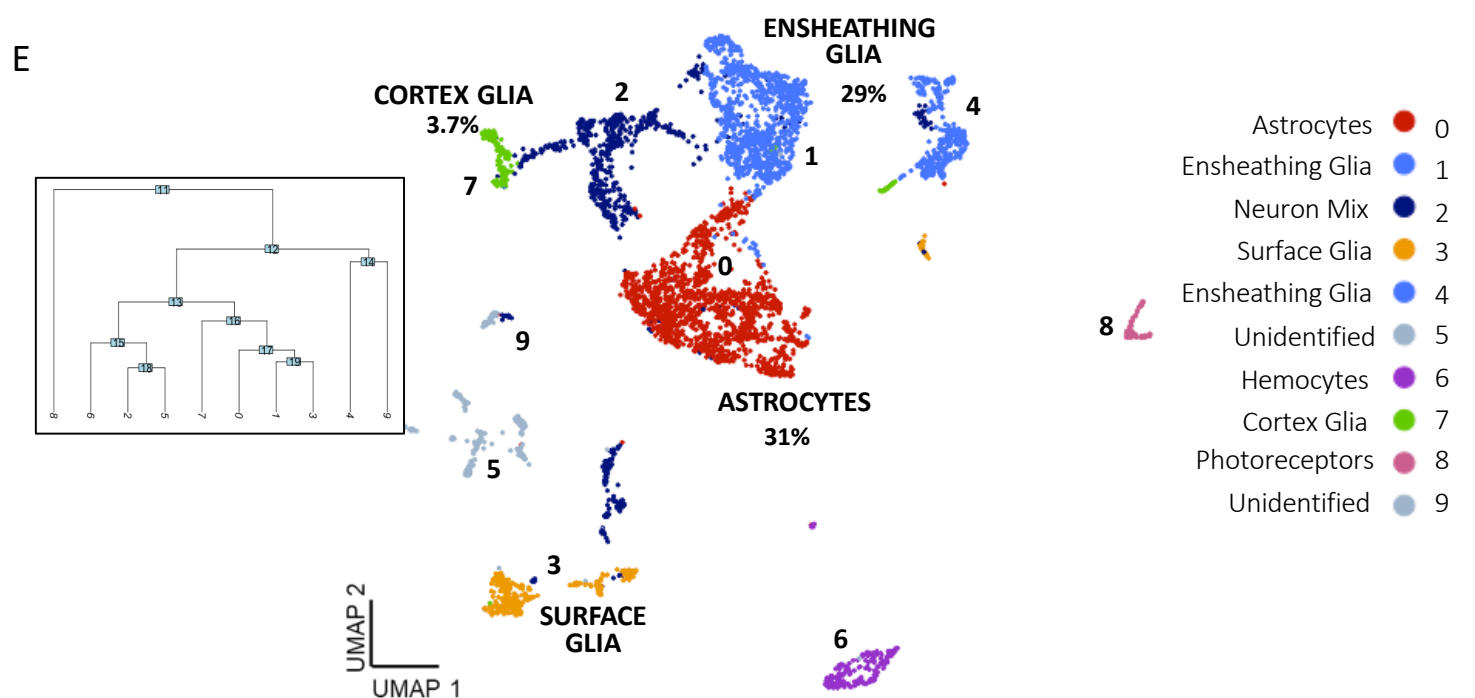 E
ENSHEATHING
GLIA
29%
CORTEX GLIA
3.7%
2
4
1
7
0
9
8
ASTROCYTES
31%
5
3
SURFACE
GLIA
6
UMAP 2
UMAP 1
11
12
14
13
16
15
17
19
18
8 6 2 5 7 0 1 3 4 9
Astrocytes 0
Ensheathing Glia 1
Neuron Mix 2
Surface Glia 3
Ensheathing Glia 4
Unidentified 5
Hemocytes 6
Cortex Glia 7
Photoreceptors 8
Unidentified 9